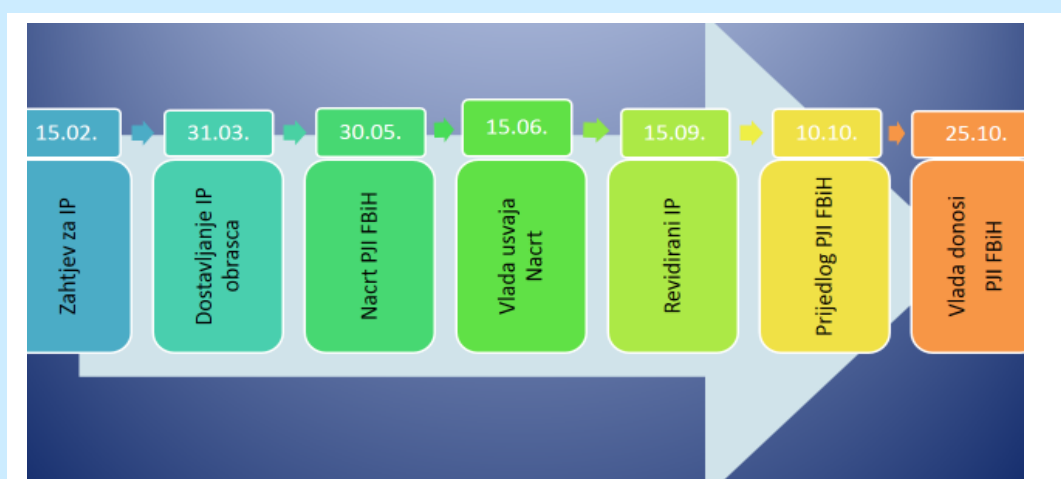 15.02.
31.03.
30.05.
15.06.
15.09.
10.10.
25.10.
Zahtjev za IP
Dostavljanje IP
obrasca
Nacrt PJI FBiH
Vlada usvaja
Nacrt
Revidirani IP
Prijedlog PJI FBiH
Vlada donosi
PJI FBiH